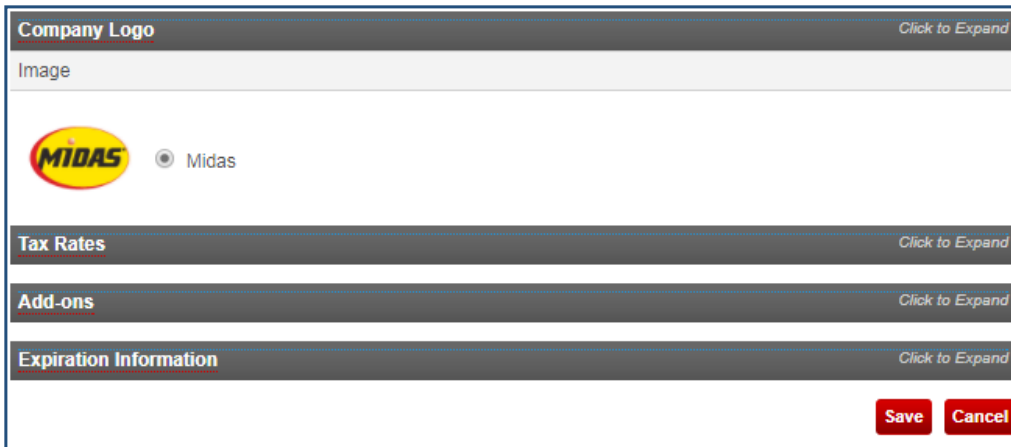 Company Logo Click to Expand
Image
MIDAS Midas
Tax Rates Click to Expand
Add-ons Click to Expand
Expiration Information Click to Expand
Save Cancel